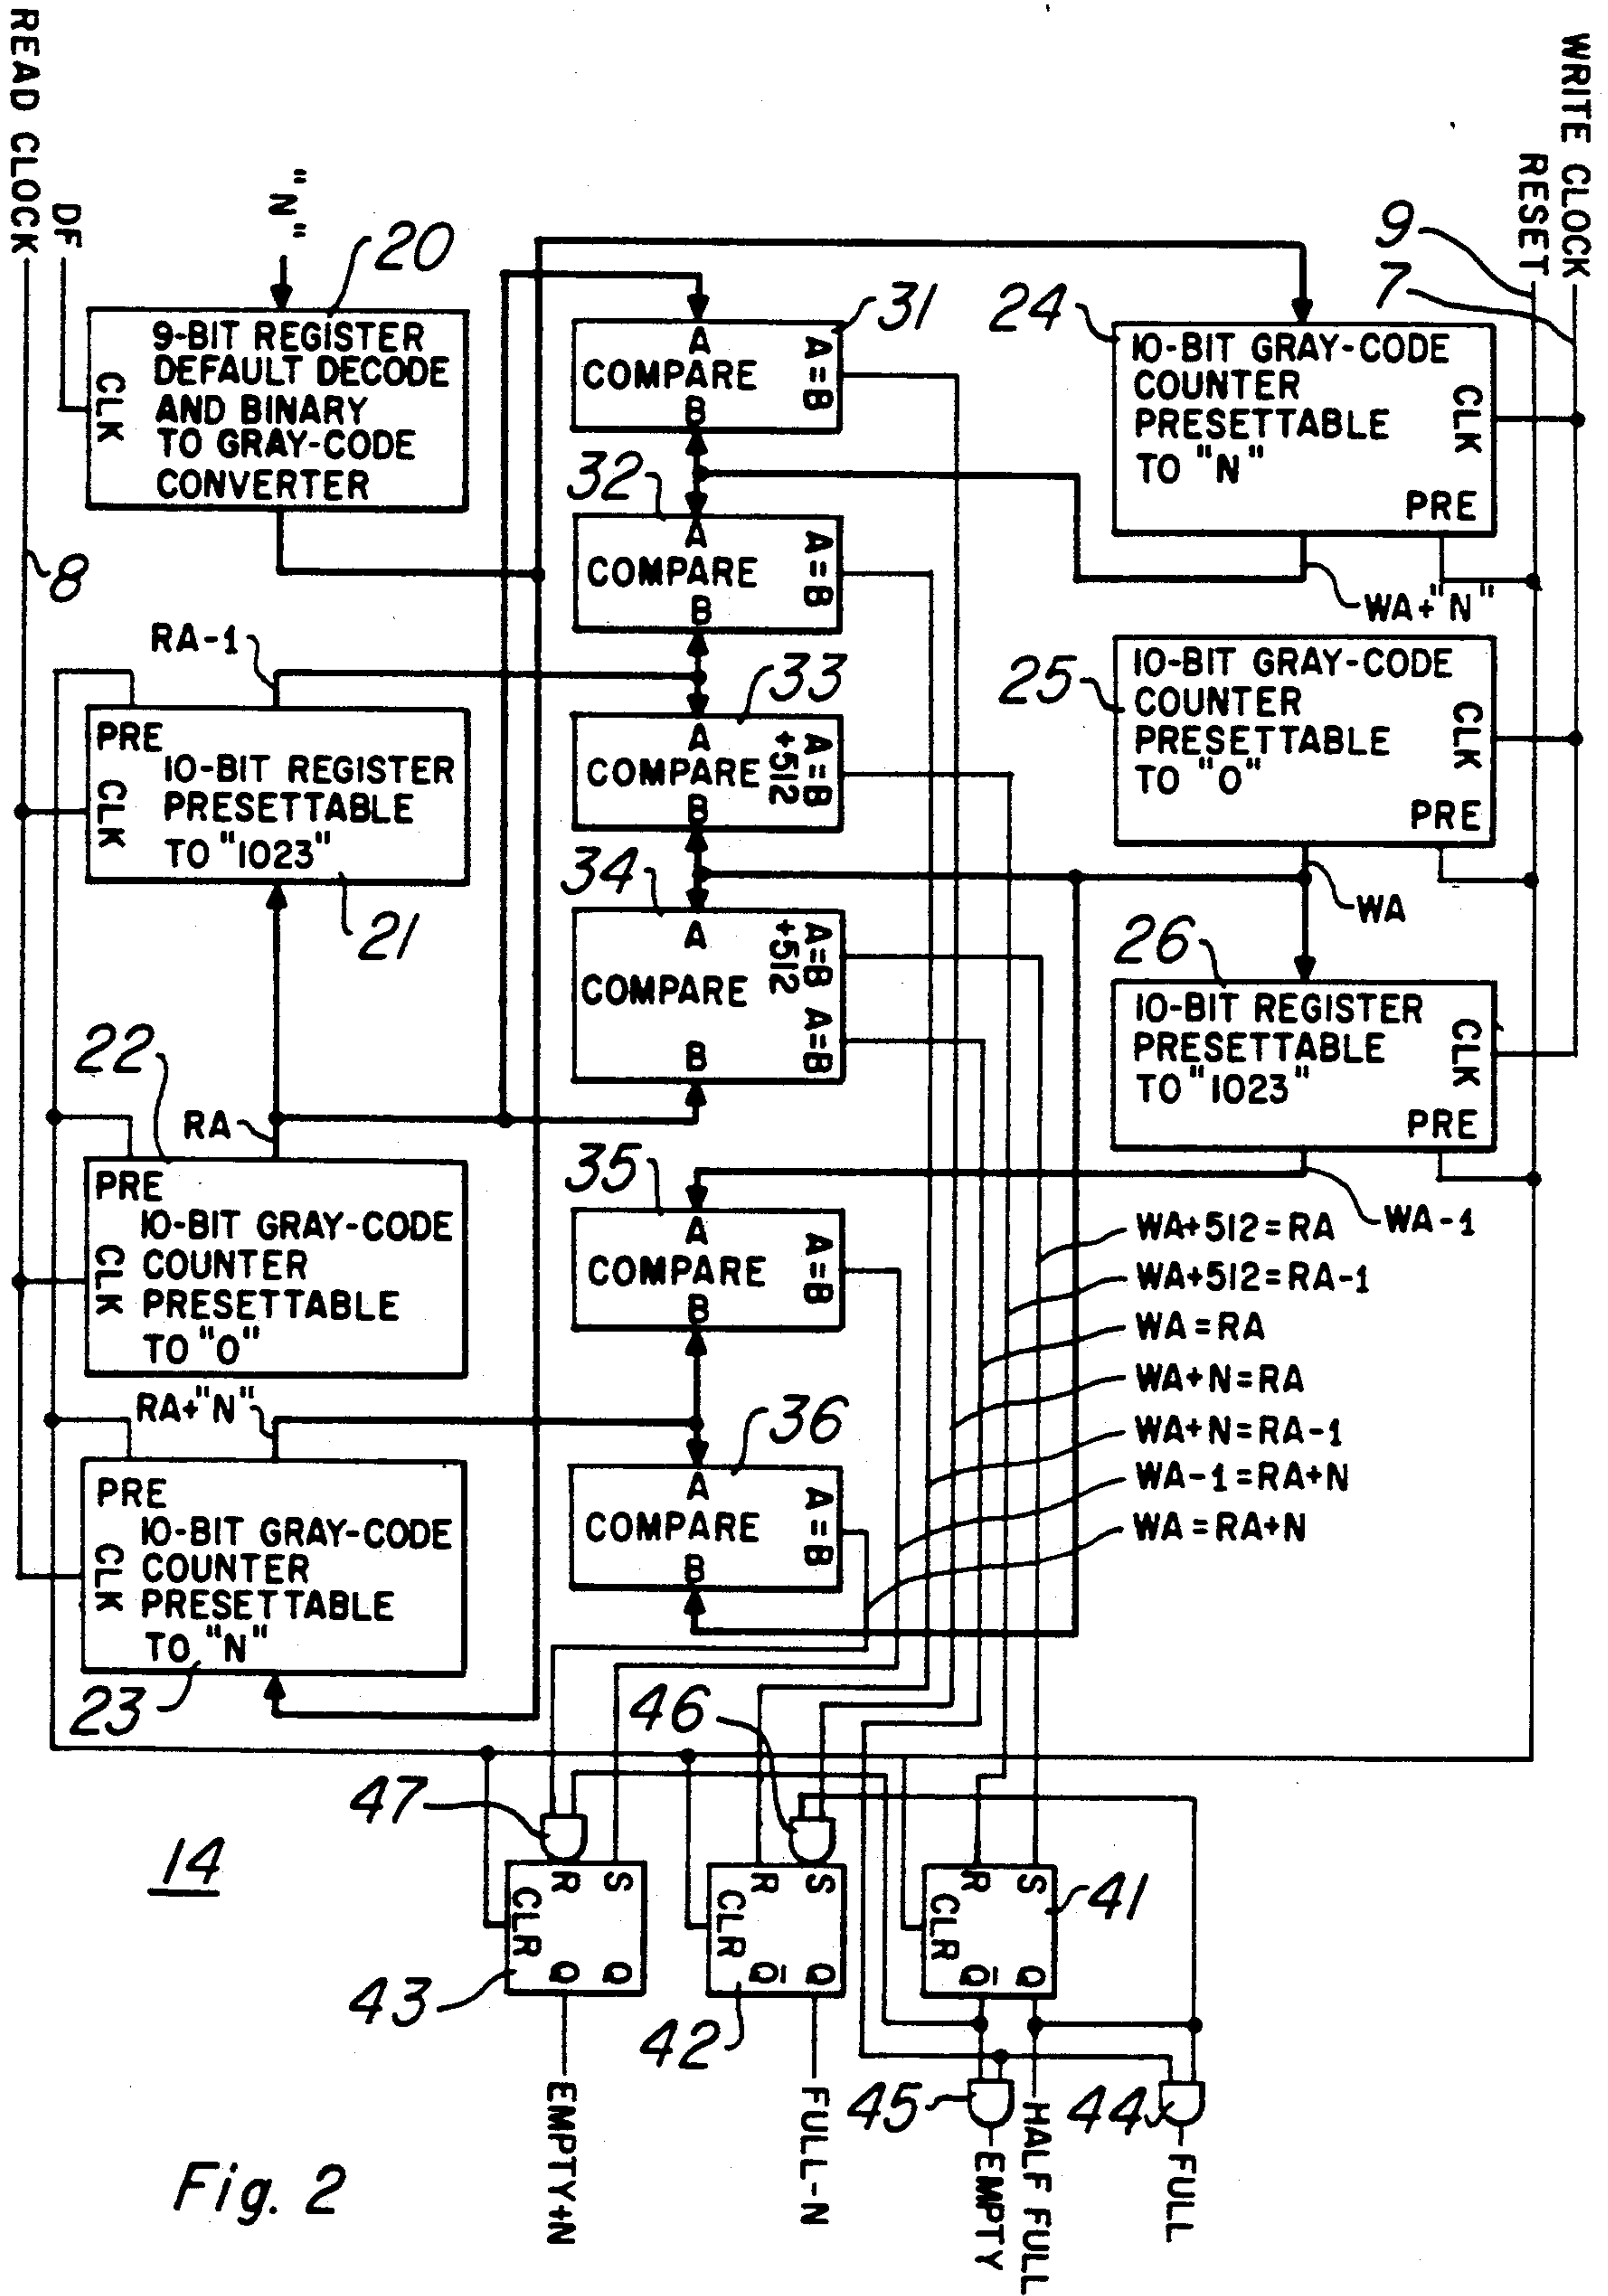 READ CLOCK
DF
"N"
WRITE CLOCK
RESET
9
7
8
20
9-BIT REGISTER
DEFAULT DECODE
AND BINARY
TO GRAY-CODE
CONVERTER
CLK
RA-1
PRE
CLK
10-BIT REGISTER
PRESETTABLE
TO "1023"
21
22
RA
PRE
CLK
10-BIT GRAY-CODE
COUNTER
PRESETTABLE
TO "0"
RA+"N"
PRE
CLK
10-BIT GRAY-CODE
COUNTER
PRESETTABLE
TO "N"
23
31
A
COMPARE
B
A=B
32
A
COMPARE
B
A=B
33
A
COMPARE
B
A=B
+512
34
A
COMPARE
B
A=B
+512
A=B
35
A
COMPARE
B
A=B
36
A
COMPARE
B
A=B
24
10-BIT GRAY-CODE
COUNTER
PRESETTABLE
TO "N"
CLK
PRE
WA+"N"
25
10-BIT GRAY-CODE
COUNTER
PRESETTABLE
TO "0"
CLK
PRE
WA
26
10-BIT REGISTER
PRESETTABLE
TO "1023"
CLK
PRE
WA-1
WA+512=RA
WA+512=RA-1
WA=RA
WA+N=RA
WA+N=RA-1
WA-1=RA+N
WA=RA+N
47
46
14
R
S
CLR
Q
Q
43
R
S
CLR
Q̅
Q
42
R
S
CLR
Q̅
Q
41
45
44
EMPTY+N
FULL-N
EMPTY
HALF FULL
FULL
Fig. 2